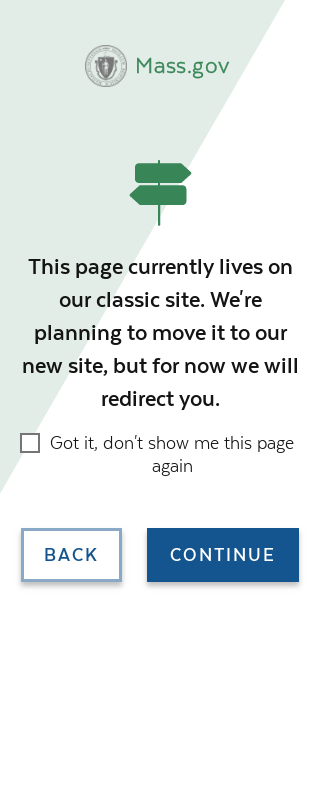 Mass.gov
This page currently lives on
our classic site. We're
planning to move it to our
new site, but for now we will
redirect you.
Got it, don't show me this page
again
BACK
CONTINUE